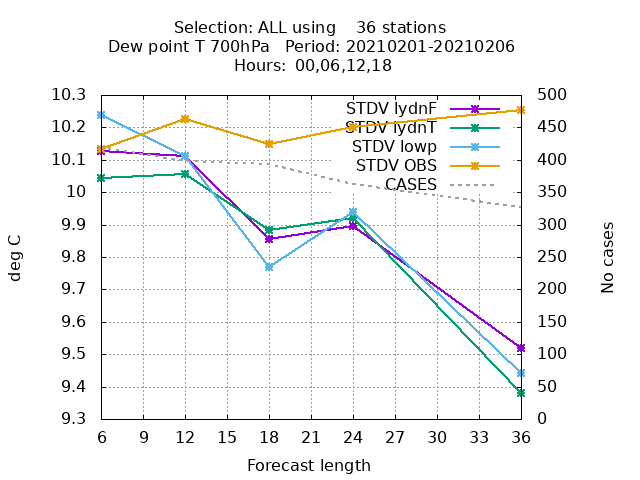 Selection: ALL using    36 stations
Dew point T 700hPa   Period: 20210201-20210206
Hours: 00,06,12,18
10.3
10.2
10.1
10
9.9
9.8
9.7
9.6
9.5
9.4
9.3
deg C
500
450
400
350
300
250
200
150
100
50
0
No cases
STDV lydnF
STDV lydnT
STDV lowp
STDV OBS
CASES
6 9 12 15 18 21 24 27 30 33 36
Forecast length